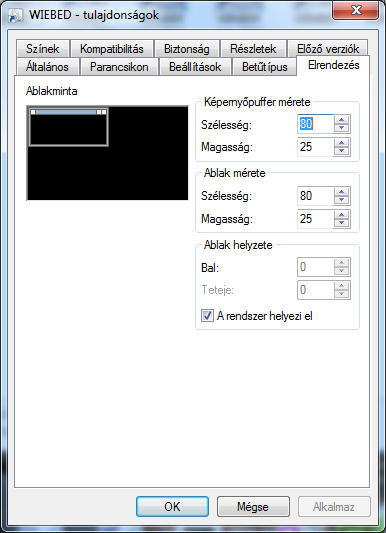 WIEBED - tulajdonságok
Színek Kompatibilitás Biztonság Részletek Előző verziók
Általános Parancsikon Beállítások Betűtípus Elrendezés
Ablakminta
Képernyőpuffer mérete
Szélesség: 80
Magasság: 25
Ablak mérete
Szélesség: 80
Magasság: 25
Ablak helyzete
Bal: 0
Teteje: 0
A rendszer helyezi el
OK Mégse Alkalmaz